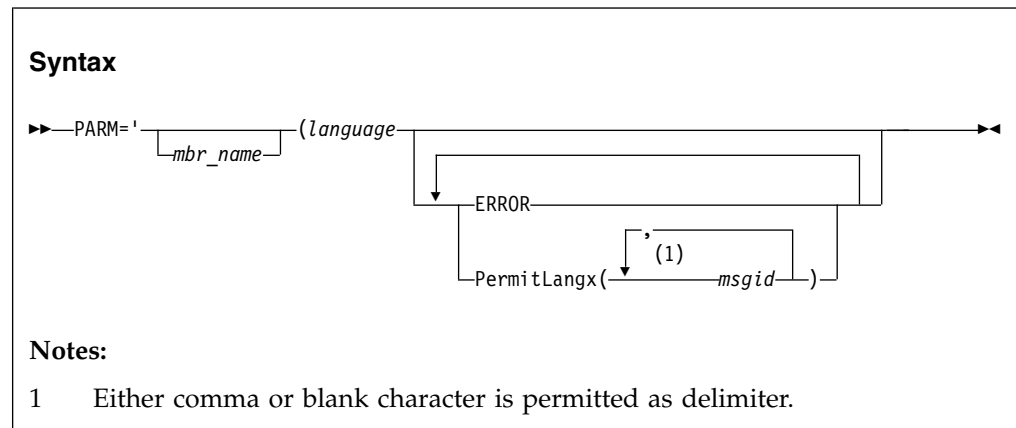 Syntax
PARM=' (language
mbr_name
ERROR
,
(1)
PermitLangx( msgid )
Notes:
1 Either comma or blank character is permitted as delimiter.